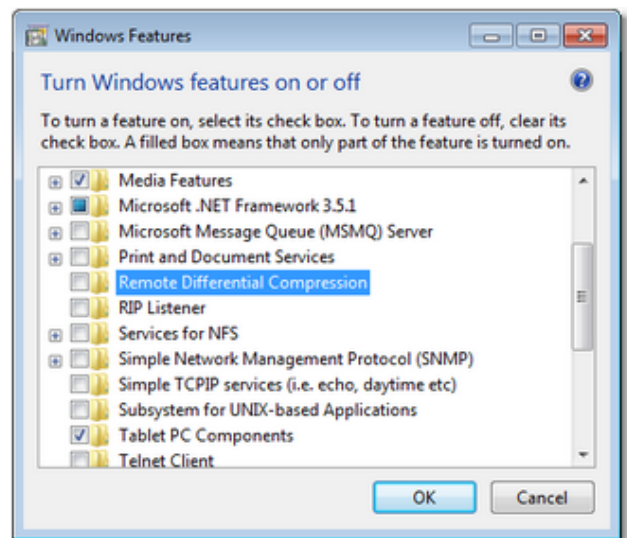 Windows Features
Turn Windows features on or off
To turn a feature on, select its check box. To turn a feature off, clear its
check box. A filled box means that only part of the feature is turned on.
Media Features
Microsoft .NET Framework 3.5.1
Microsoft Message Queue (MSMQ) Server
Print and Document Services
Remote Differential Compression
RIP Listener
Services for NFS
Simple Network Management Protocol (SNMP)
Simple TCPIP services (i.e. echo, daytime etc)
Subsystem for UNIX-based Applications
Tablet PC Components
Telnet Client
OK
Cancel